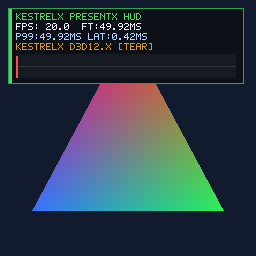 KESTRELX PRESENTX HUD
FPS: 20.0 FT:49.92MS
P99:49.92MS LAT:0.42MS
KESTRELX D3D12.X [TEAR]